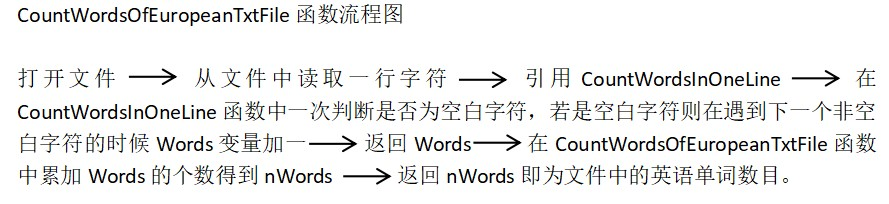 CountWordsOfEuropeanTxtFile 函数流程图
打开文件 → 从文件中读取一行字符 → 引用 CountWordsInOneLine → 在
CountWordsInOneLine 函数中一次判断是否为空白字符，若是空白字符则在遇到下一个非空
白字符的时候 Words 变量加一→ 返回 Words→ 在 CountWordsOfEuropeanTxtFile 函数
中累加 Words 的个数得到 nWords → 返回 nWords 即为文件中的英语单词数目。